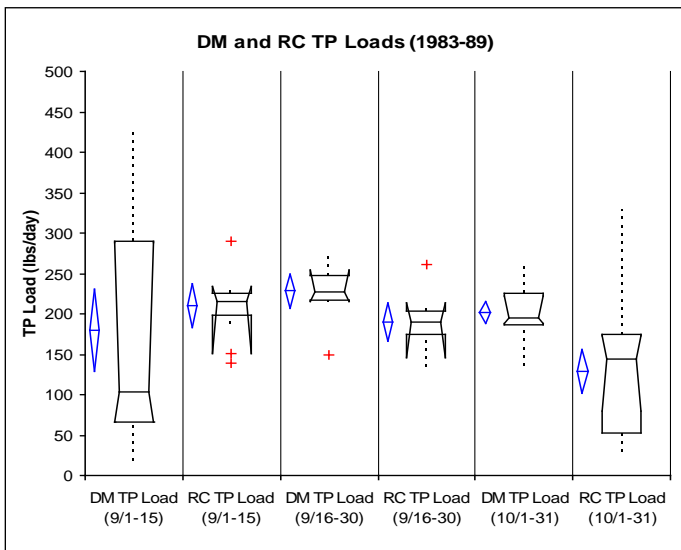 DM and RC TP Loads (1983-89)
TP Load (lbs/day)
500
450
400
350
300
250
200
150
100
50
0
DM TP Load
(9/1-15)
RC TP Load
(9/1-15)
DM TP Load
(9/16-30)
RC TP Load
(9/16-30)
DM TP Load
(10/1-31)
RC TP Load
(10/1-31)